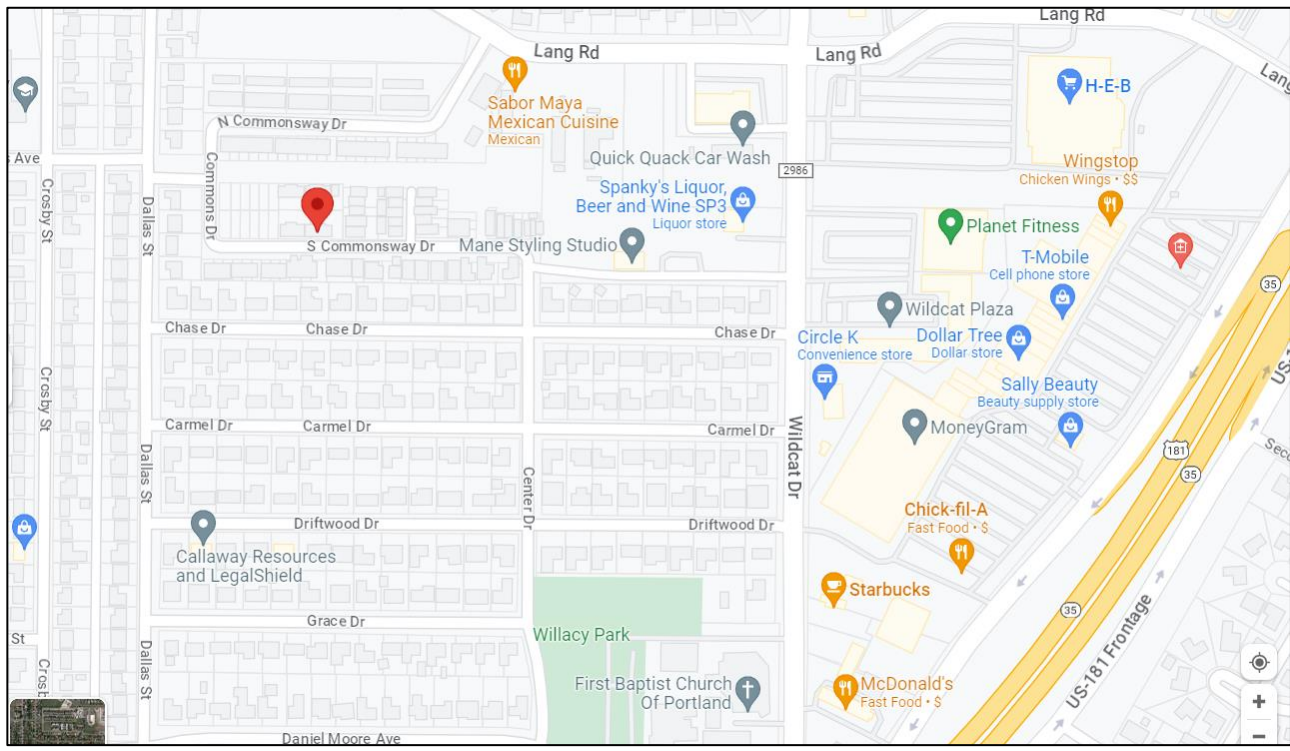 Lang Rd
Lang Rd
Lang Rd
Lang
H-E-B
Sabor Maya
Mexican Cuisine
Mexican
N Commonsway Dr
Quick Quack Car Wash
2986
Wingstop
Chicken Wings • $$
s Ave
Commons Dr
Crosby St
Dallas St
Spanky's Liquor,
Beer and Wine SP3
Liquor store
Planet Fitness
S Commonsway Dr
Mane Styling Studio
T-Mobile
Cell phone store
35
US-1
Wildcat Plaza
Chase Dr
Chase Dr
Chase Dr
Circle K
Convenience store
Dollar Tree
Dollar store
Crosby St
Sally Beauty
Beauty supply store
Carmel Dr
Carmel Dr
Carmel Dr
MoneyGram
Wildcat Dr
Dallas St
Center Dr
181
35
Seco
Chick-fil-A
Fast Food • $
Driftwood Dr
Driftwood Dr
Callaway Resources
and LegalShield
Starbucks
35
Grace Dr
Willacy Park
St
Dallas St
Crosb
US-181 Frontage
First Baptist Church
Of Portland
McDonald's
Fast Food • $
Daniel Moore Ave